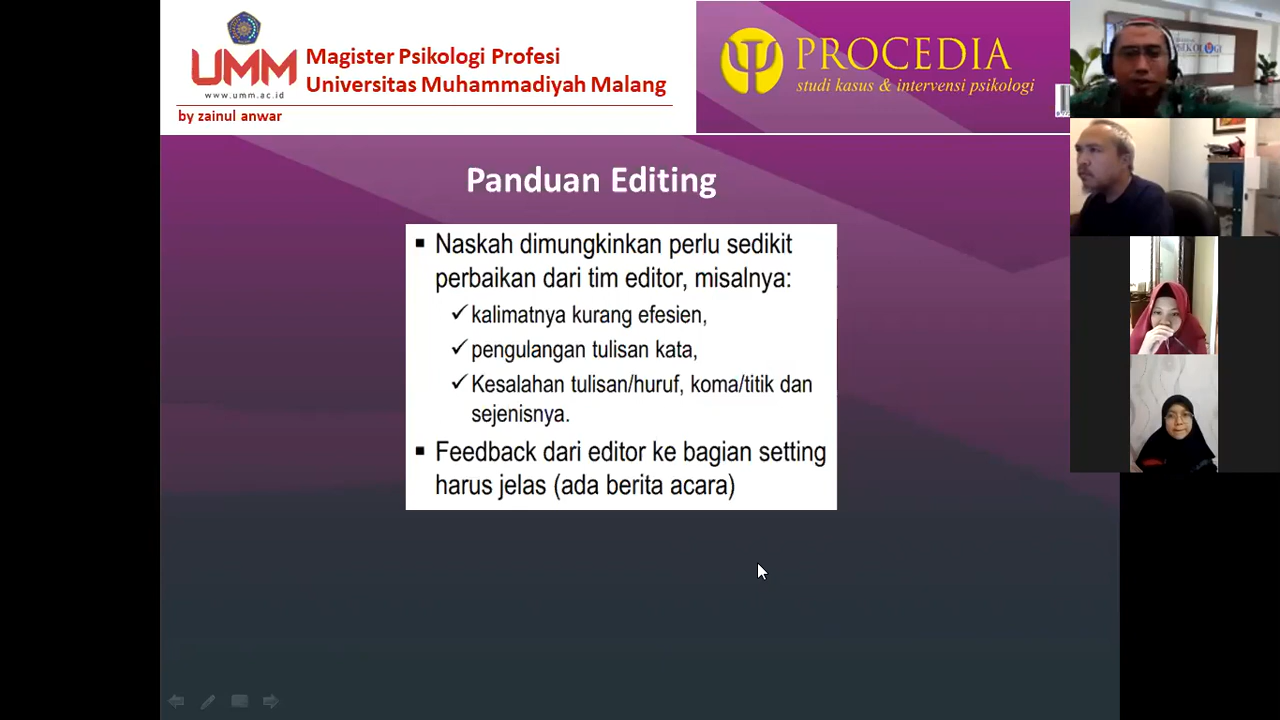 UMM
www.umm.ac.id
Magister Psikologi Profesi
Universitas Muhammadiyah Malang
by zainul anwar
PROCEDIA
studi kasus & intervensi psikologi
Panduan Editing
▪ Naskah dimungkinkan perlu sedikit
perbaikan dari tim editor, misalnya:
✓ kalimatnya kurang efesien,
✓ pengulangan tulisan kata,
✓ Kesalahan tulisan/huruf, koma/titik dan
sejenisnya.
▪ Feedback dari editor ke bagian setting
harus jelas (ada berita acara)